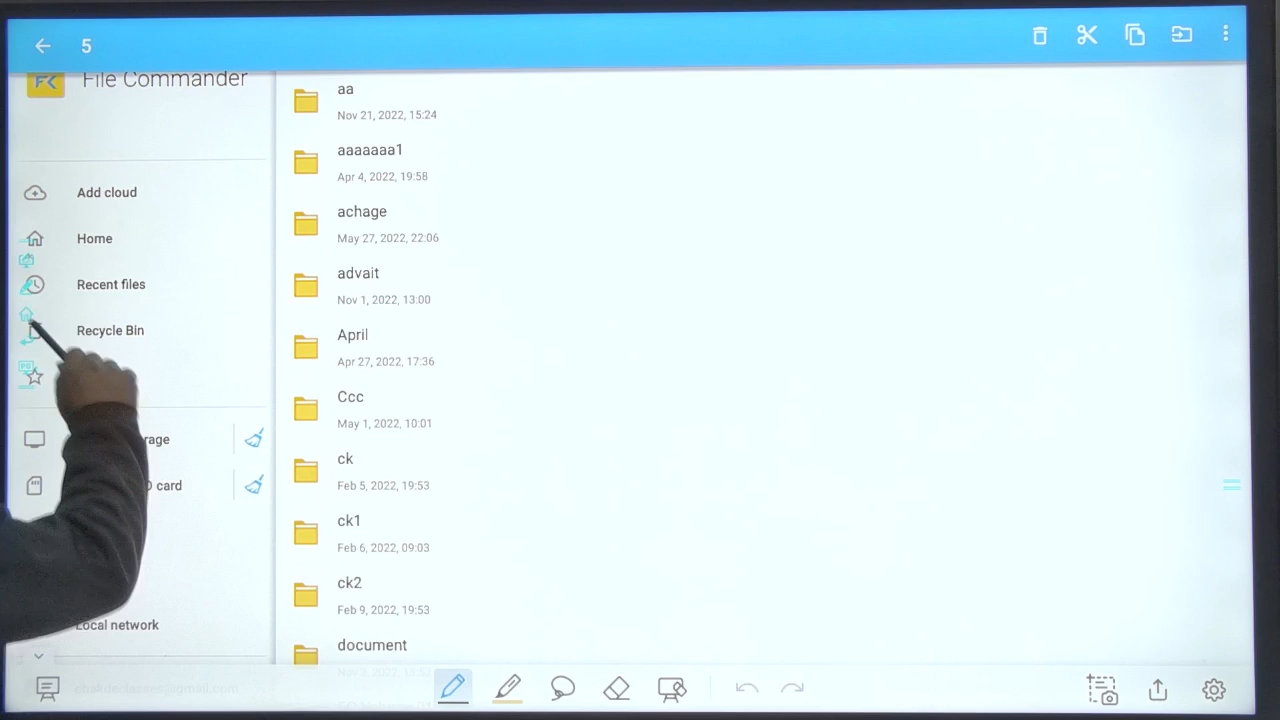 5
File Commander
aa
Nov 21, 2022, 15:24
aaaaaaa1
Apr 4, 2022, 19:58
Add cloud
achage
May 27, 2022, 22:06
Home
advait
Nov 1, 2022, 13:00
Recent files
April
Apr 27, 2022, 17:36
Recycle Bin
Ccc
May 1, 2022, 10:01
rage
ck
Feb 5, 2022, 19:53
D card
ck1
Feb 6, 2022, 09:03
ck2
Feb 9, 2022, 19:53
Local network
document